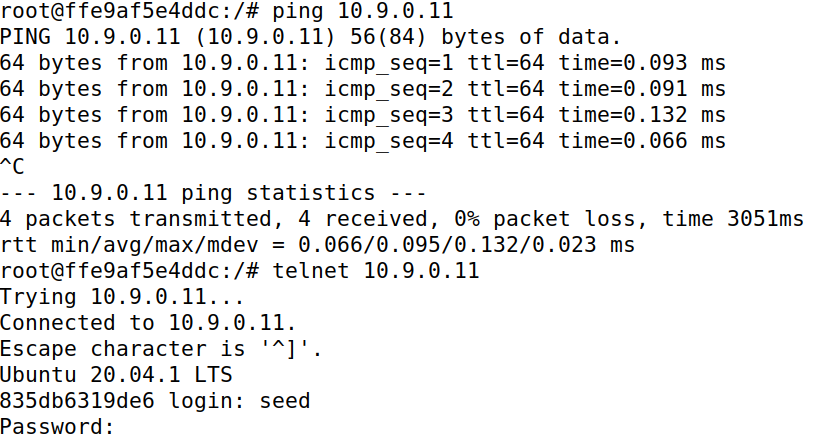 root@ffe9af5e4ddc:/# ping 10.9.0.11
PING 10.9.0.11 (10.9.0.11) 56(84) bytes of data.
64 bytes from 10.9.0.11: icmp_seq=1 ttl=64 time=0.093 ms
64 bytes from 10.9.0.11: icmp_seq=2 ttl=64 time=0.091 ms
64 bytes from 10.9.0.11: icmp_seq=3 ttl=64 time=0.132 ms
64 bytes from 10.9.0.11: icmp_seq=4 ttl=64 time=0.066 ms
^C
--- 10.9.0.11 ping statistics ---
4 packets transmitted, 4 received, 0% packet loss, time 3051ms
rtt min/avg/max/mdev = 0.066/0.095/0.132/0.023 ms
root@ffe9af5e4ddc:/# telnet 10.9.0.11
Trying 10.9.0.11...
Connected to 10.9.0.11.
Escape character is '^]'.
Ubuntu 20.04.1 LTS
835db6319de6 login: seed
Password: